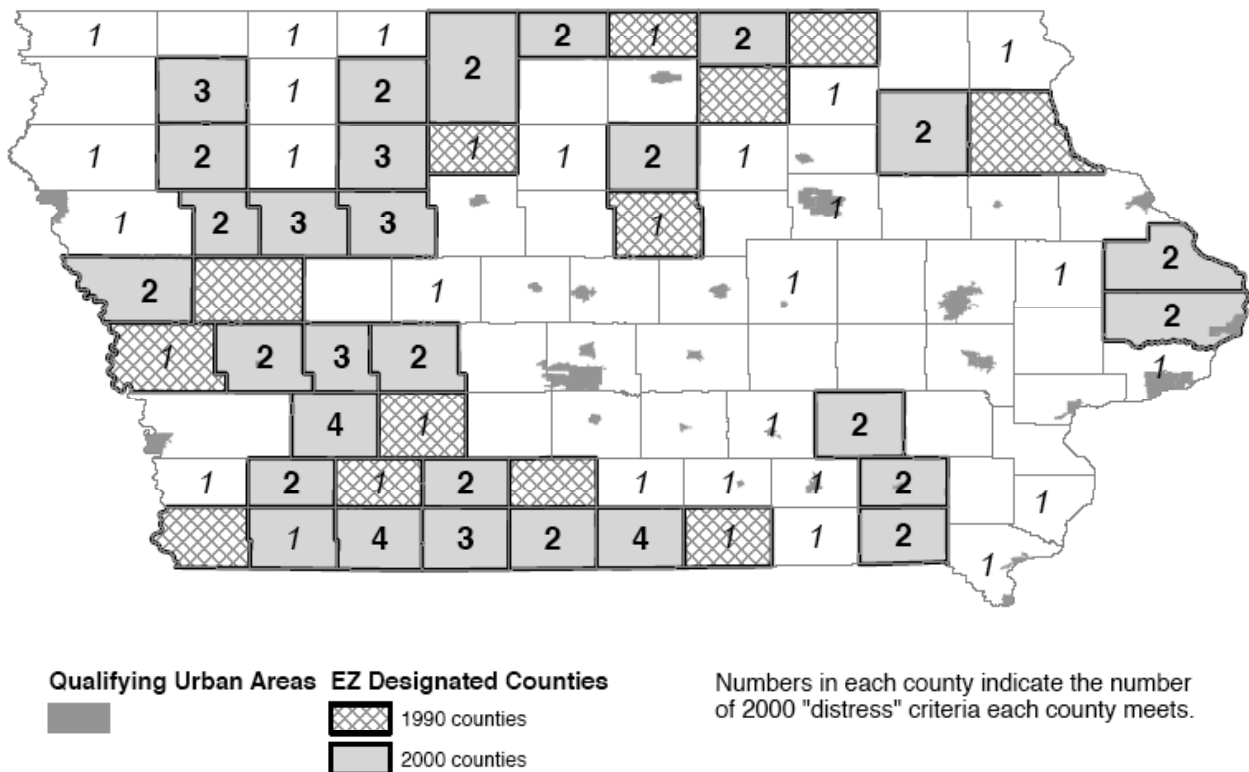 1 1 1 2 2 1 2
1
3 1 2 1
2
1 2 1 3 1 1 2 1
1 2 3 3 1 1
2 1 1 1 2
2
1 2 3 2 1
4 1 1 2
1 2 1 2 1 1 1 2
1
1 4 3 2 4 1 1 2
1
Qualifying Urban Areas EZ Designated Counties
1990 counties
2000 counties
Numbers in each county indicate the number
of 2000 "distress" criteria each county meets.